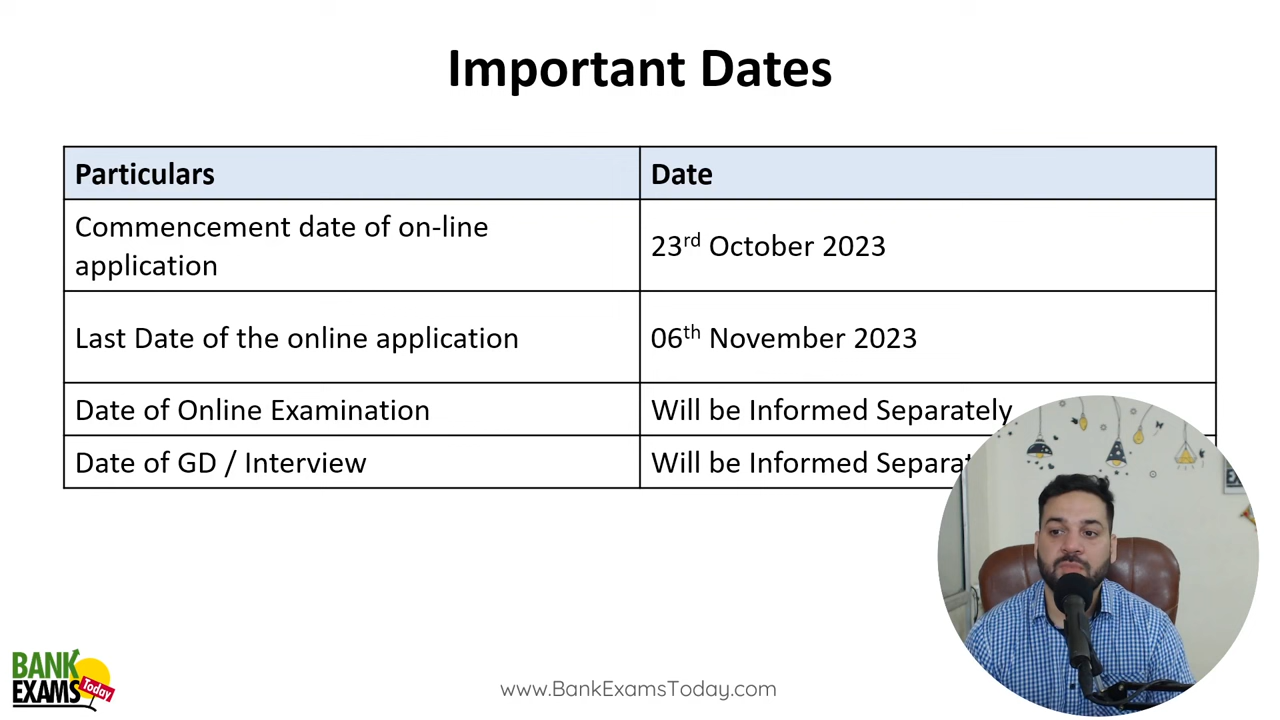 Important Dates
Particulars
Date
Commencement date of on-line
application
23rd October 2023
Last Date of the online application
06th November 2023
Date of Online Examination
Will be Informed Separately
Date of GD / Interview
Will be Informed
BANK
EXAMS
Today
www.BankExamsToday.com